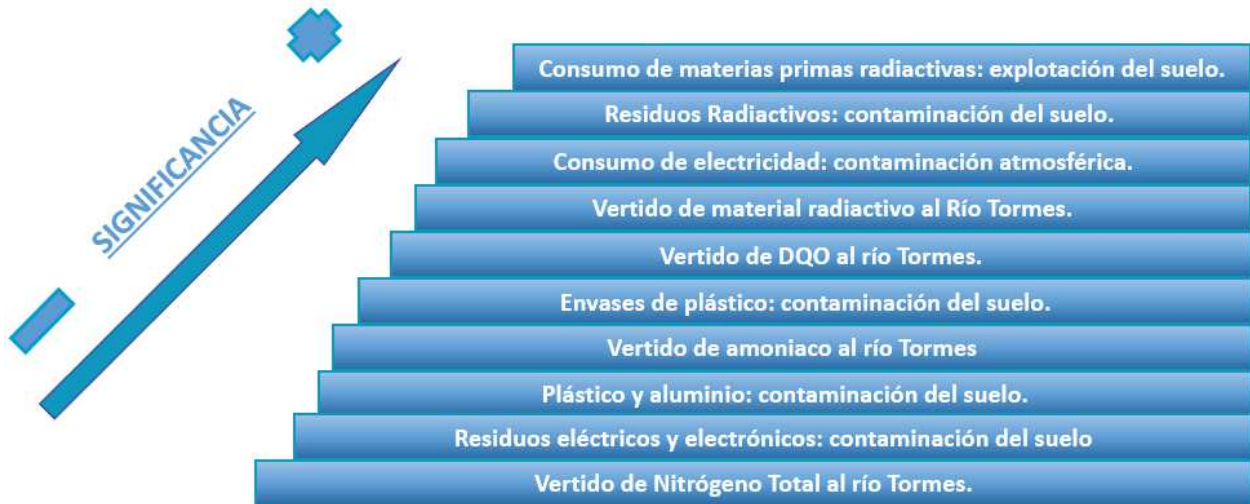 SIGNIFICANCIA
Consumo de materias primas radiactivas: explotación del suelo.
Residuos Radiactivos: contaminación del suelo.
Consumo de electricidad: contaminación atmosférica.
Vertido de material radiactivo al Río Tormes.
Vertido de DQO al río Tormes.
Envases de plástico: contaminación del suelo.
Vertido de amoniaco al río Tormes
Plástico y aluminio: contaminación del suelo.
Residuos eléctricos y electrónicos: contaminación del suelo
Vertido de Nitrógeno Total al río Tormes.